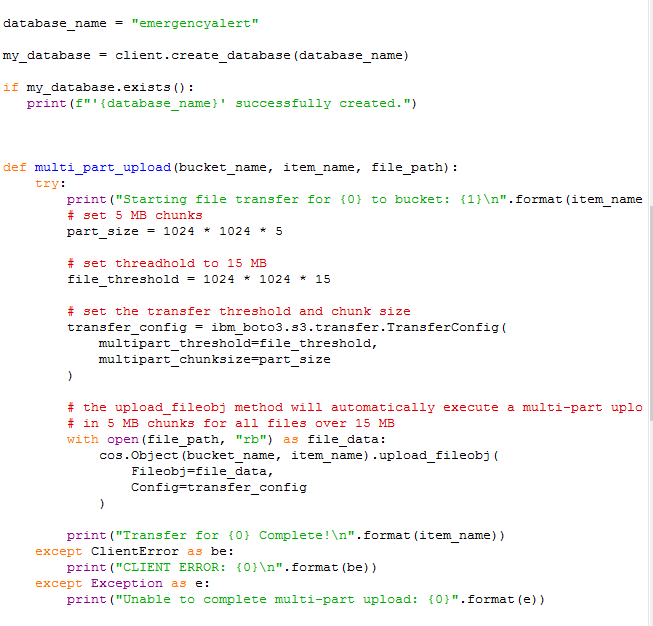 database_name = "emergencyalert"
my_database = client.create_database(database_name)
if my_database.exists():
   print(f"'{database_name}' successfully created.")
def multi_part_upload(bucket_name, item_name, file_path):
    try:
        print("Starting file transfer for {0} to bucket: {1}\n".format(item_name
        # set 5 MB chunks
        part_size = 1024 * 1024 * 5
        # set threadhold to 15 MB
        file_threshold = 1024 * 1024 * 15
        # set the transfer threshold and chunk size
        transfer_config = ibm_boto3.s3.transfer.TransferConfig(
            multipart_threshold=file_threshold,
            multipart_chunksize=part_size
        )
        # the upload_fileobj method will automatically execute a multi-part uplo
        # in 5 MB chunks for all files over 15 MB
        with open(file_path, "rb") as file_data:
            cos.Object(bucket_name, item_name).upload_fileobj(
                Fileobj=file_data,
                Config=transfer_config
            )
        print("Transfer for {0} Complete!\n".format(item_name))
    except ClientError as be:
        print("CLIENT ERROR: {0}\n".format(be))
    except Exception as e:
        print("Unable to complete multi-part upload: {0}".format(e))